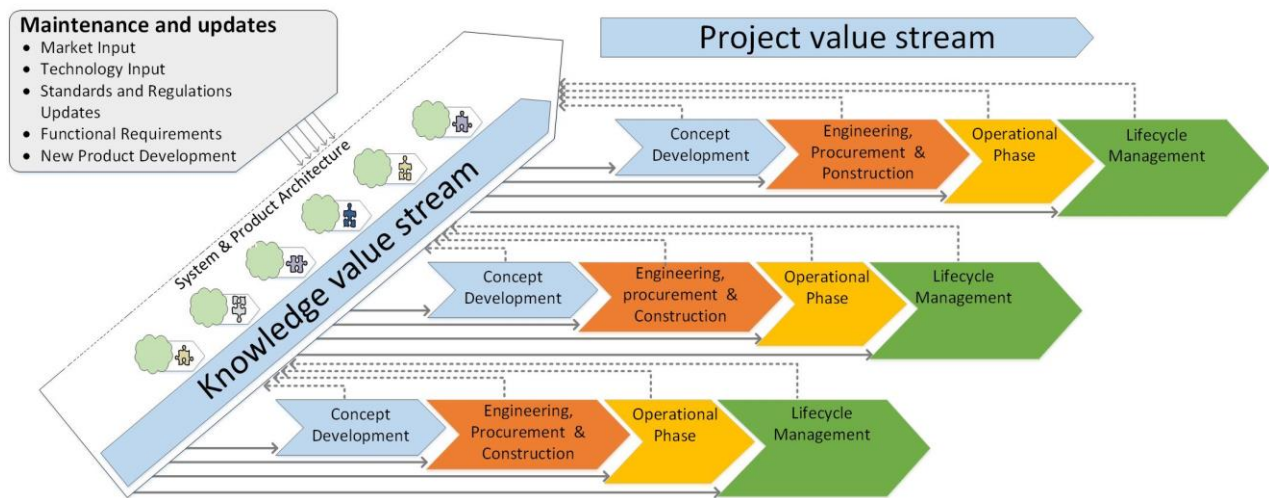 Maintenance and updates
• Market Input
• Technology Input
• Standards and Regulations
Updates
• Functional Requirements
• New Product Development
Project value stream
System & Product Architecture
Knowledge value stream
Concept
Development
Engineering,
Procurement &
Ponstruction
Operational
Phase
Lifecycle
Management
Concept
Development
Engineering,
procurement &
Construction
Operational
Phase
Lifecycle
Management
Concept
Development
Engineering,
Procurement &
Construction
Operational
Phase
Lifecycle
Management